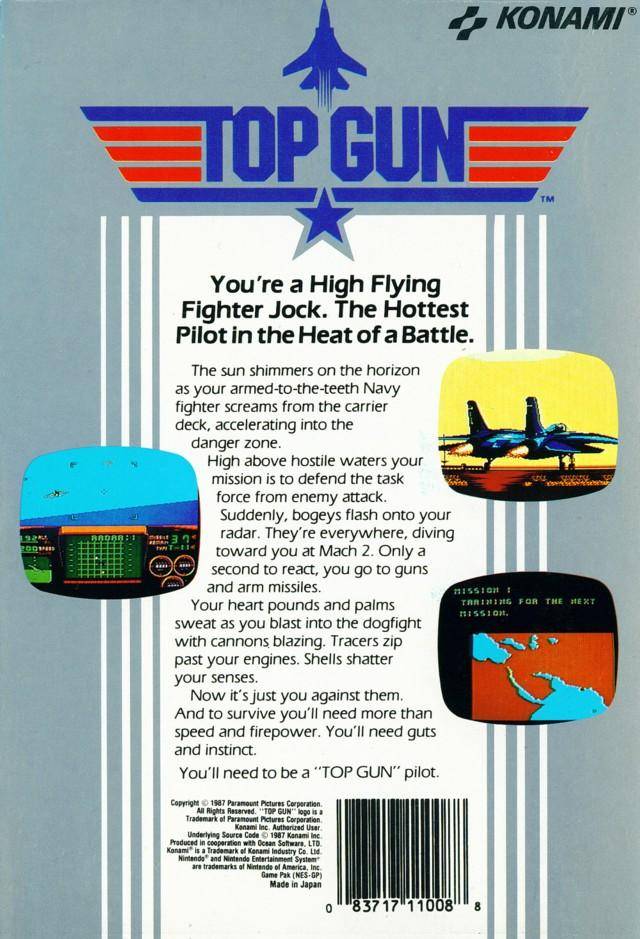 KONAMI®
TOP GUN
TM
You're a High Flying
Fighter Jock. The Hottest
Pilot in the Heat of a Battle.
The sun shimmers on the horizon
as your armed-to-the-teeth Navy
fighter screams from the carrier
deck, accelerating into the
danger zone.
High above hostile waters your
mission is to defend the task
force from enemy attack.
Suddenly, bogeys flash onto your
radar. They're everywhere, diving
toward you at Mach 2. Only a
second to react, you go to guns
and arm missiles.
Your heart pounds and palms
sweat as you blast into the dogfight
with cannons blazing. Tracers zip
past your engines. Shells shatter
your senses.
Now it's just you against them.
And to survive you'll need more than
speed and firepower. You'll need guts
and instinct.
You'll need to be a "TOP GUN" pilot.
RADAR:1
MISSION 1
TRAINING FOR THE NEXT
MISSION.
Copyright © 1987 Paramount Pictures Corporation.
All Rights Reserved. "TOP GUN" logo is a
Trademark of Paramount Pictures Corporation.
Konami Inc. Authorized User.
Underlying Source Code © 1987 Konami Inc.
Produced in cooperation with Ocean Software, LTD.
Konami® is a Trademark of Konami Industry Co. Ltd.
Nintendo® and Nintendo Entertainment System®
are trademarks of Nintendo of America, Inc.
Game Pak (NES-GP)
Made in Japan
0 83717 11008 8